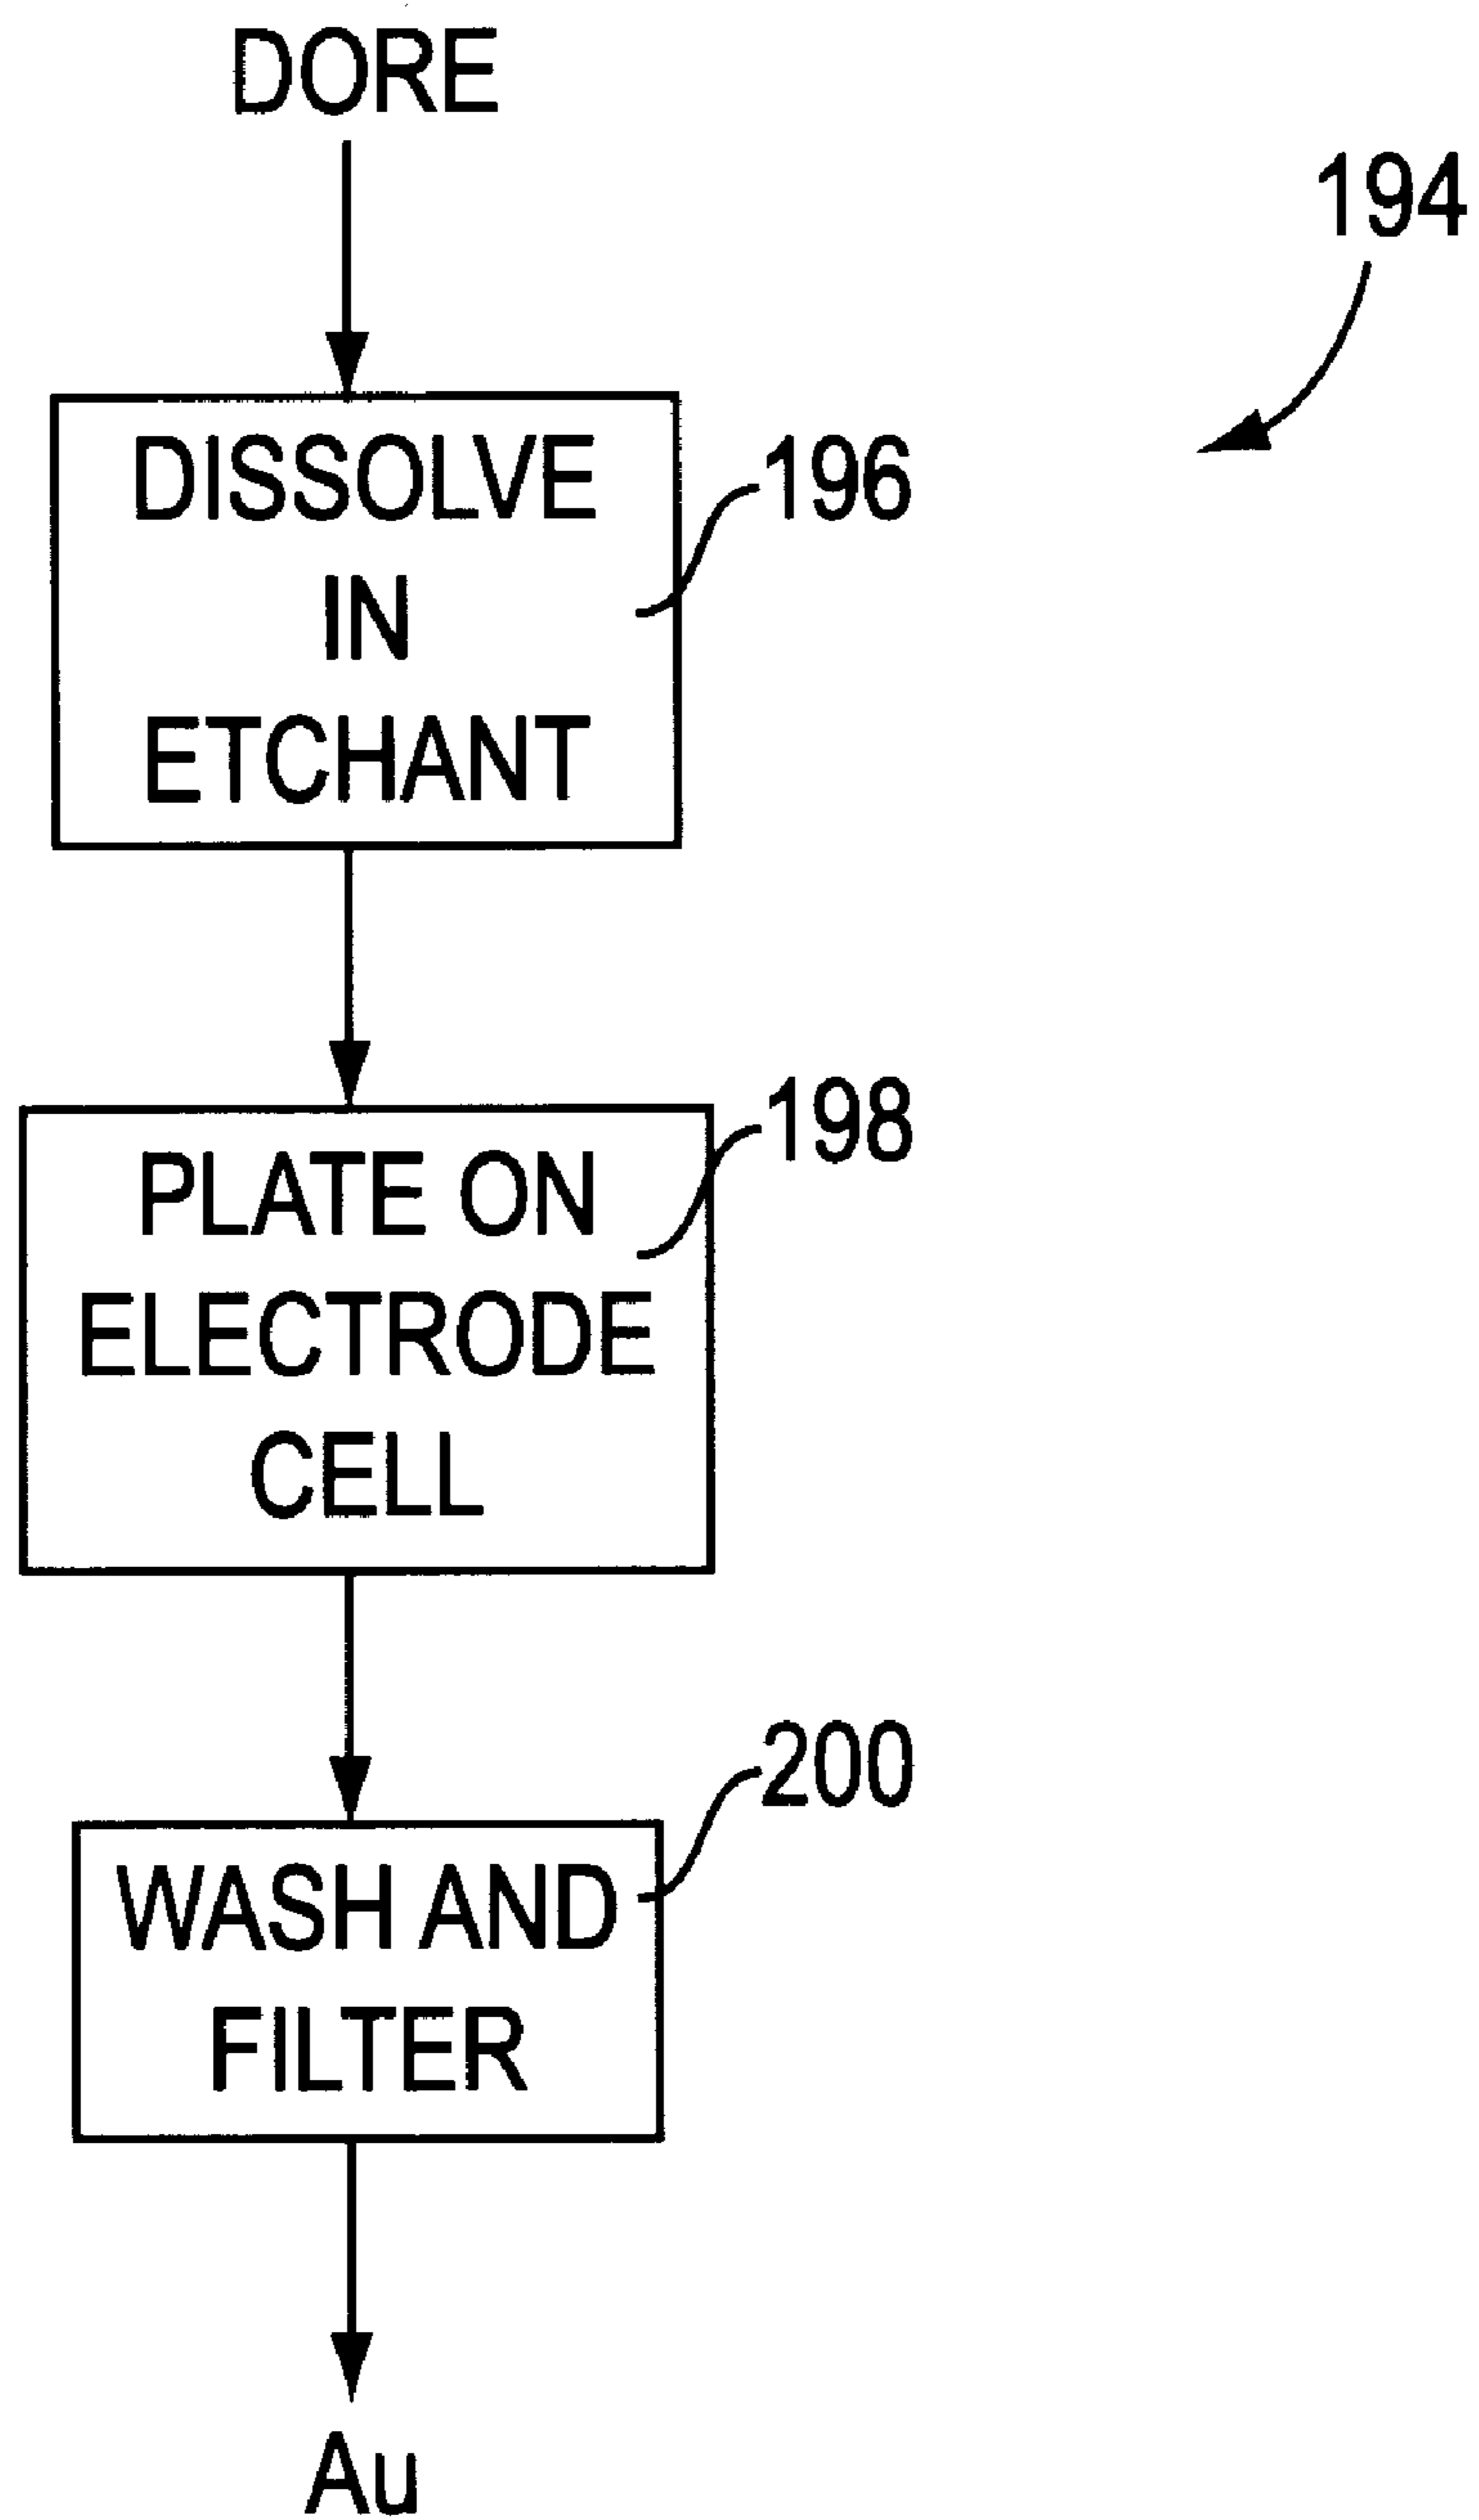 DORE
194
DISSOLVE
IN
ETCHANT
196
PLATE ON
ELECTRODE
CELL
198
WASH AND
FILTER
200
Au